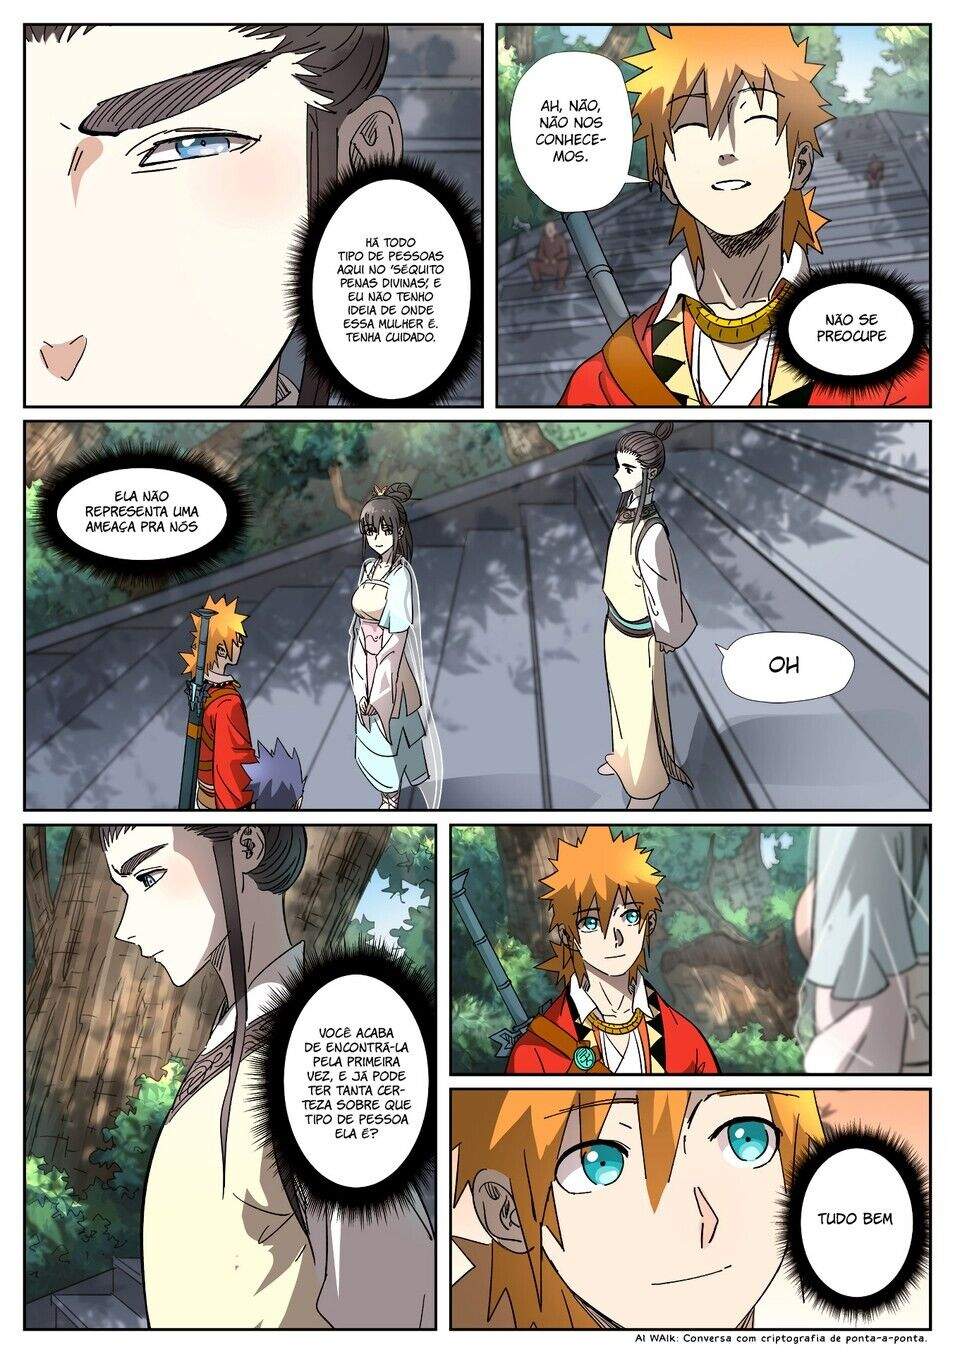 HÁ TODO
TIPO DE PESSOAS
AQUI NO 'SÉQUITO
PENAS DIVINAS', E
EU NÃO TENHO
IDEIA DE ONDE
ESSA MULHER É.
TENHA CUIDADO.
AH, NÃO,
NÃO NOS
CONHECE-
MOS.
NÃO SE
PREOCUPE
ELA NÃO
REPRESENTA UMA
AMEAÇA PRA NÓS
OH
VOCÊ ACABA
DE ENCONTRÁ-LA
PELA PRIMEIRA
VEZ, E JÁ PODE
TER TANTA CER-
TEZA SOBRE QUE
TIPO DE PESSOA
ELA É?
TUDO BEM
AI WAlk: Conversa com criptografia de ponta-a-ponta.